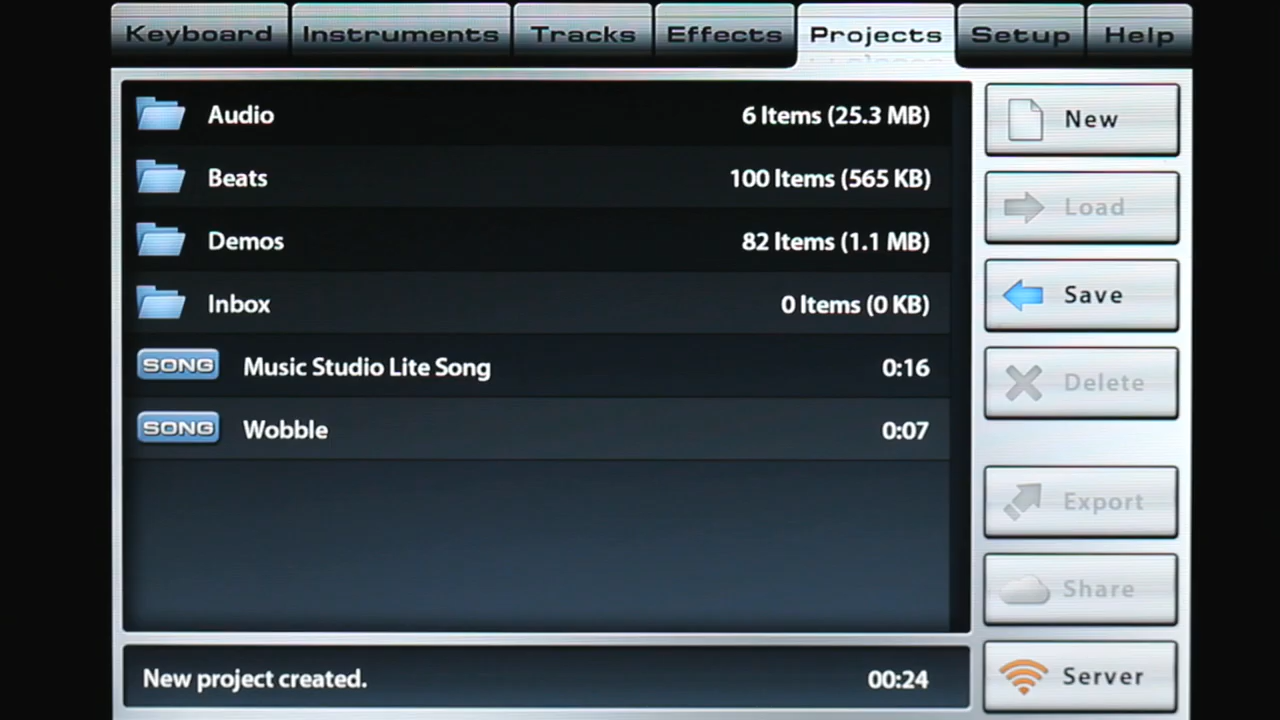 Keyboard Instruments Tracks Effects Projects Setup Help
Audio 6 Items (25.3 MB)
Beats 100 Items (565 KB)
Demos 82 Items (1.1 MB)
Inbox 0 Items (0 KB)
SONG Music Studio Lite Song 0:16
SONG Wobble 0:07
New project created. 00:24
New
Load
Save
Delete
Export
Share
Server